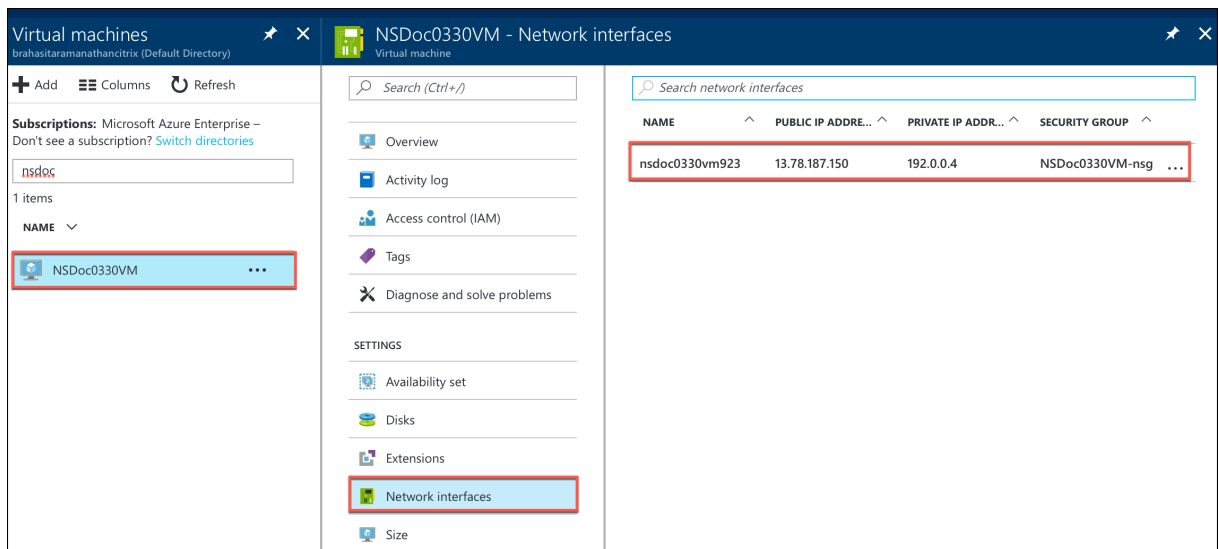 Virtual machines
brahasitaramanathancitrix (Default Directory)
Add Columns Refresh
Subscriptions: Microsoft Azure Enterprise –
Don't see a subscription? Switch directories
nsdoc
1 items
NAME
NSDoc0330VM
NSDoc0330VM - Network interfaces
Virtual machine
Search (Ctrl+/)
Overview
Activity log
Access control (IAM)
Tags
Diagnose and solve problems
SETTINGS
Availability set
Disks
Extensions
Network interfaces
Size
Search network interfaces
NAME PUBLIC IP ADDRE... PRIVATE IP ADDR... SECURITY GROUP
nsdoc0330vm923 13.78.187.150 192.0.0.4 NSDoc0330VM-nsg ...